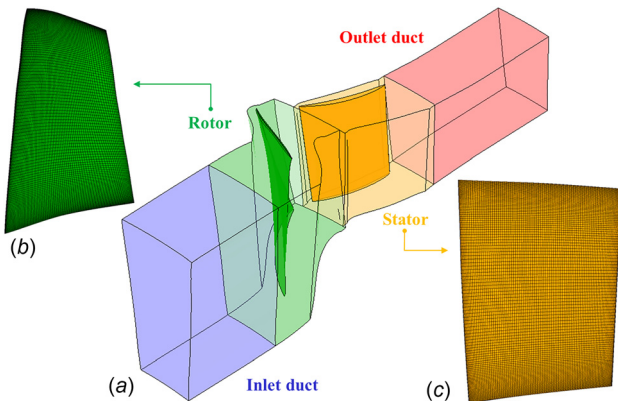 Outlet duct
Rotor
(b)
Stator
(a)
Inlet duct
(c)